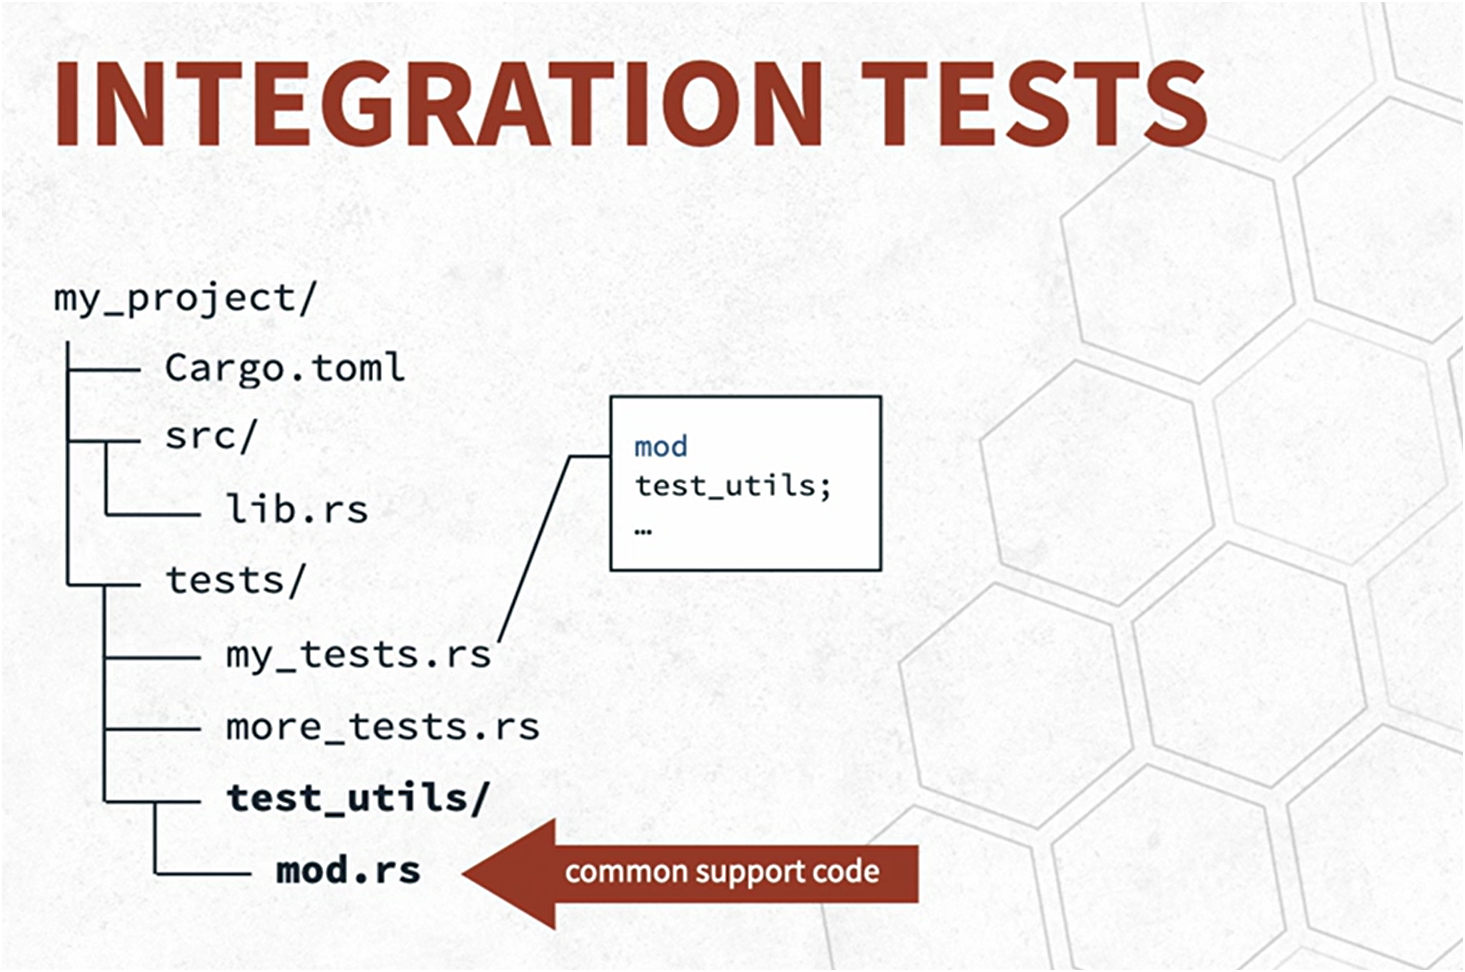 INTEGRATION TESTS
my_project/
Cargo.toml
src/
lib.rs
tests/
my_tests.rs
more_tests.rs
test_utils/
mod.rs
mod
test_utils;
…
common support code